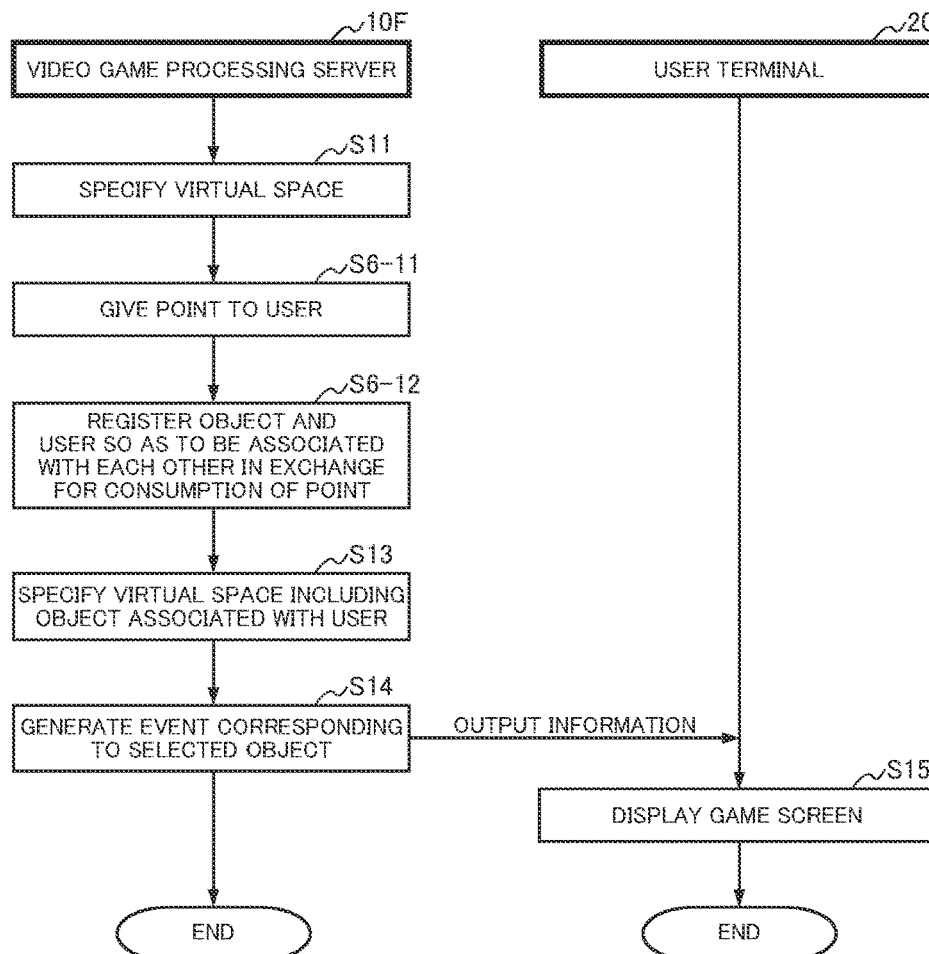 10F
VIDEO GAME PROCESSING SERVER
20
USER TERMINAL
S11
SPECIFY VIRTUAL SPACE
S6-11
GIVE POINT TO USER
S6-12
REGISTER OBJECT AND
USER SO AS TO BE ASSOCIATED
WITH EACH OTHER IN EXCHANGE
FOR CONSUMPTION OF POINT
S13
SPECIFY VIRTUAL SPACE INCLUDING
OBJECT ASSOCIATED WITH USER
S14
GENERATE EVENT CORRESPONDING
TO SELECTED OBJECT
OUTPUT INFORMATION
S15
DISPLAY GAME SCREEN
END
END